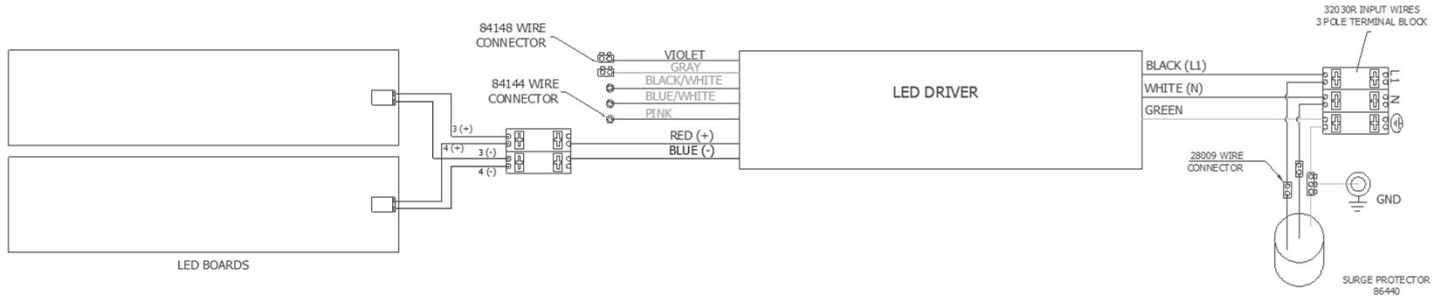 32030R INPUT WIRES
3 POLE TERMINAL BLOCK
84148 WIRE
CONNECTOR
VIOLET
GRAY
BLACK/WHITE
BLUE/WHITE
PINK
84144 WIRE
CONNECTOR
LED DRIVER
BLACK (L1)
WHITE (N)
GREEN
L1
N
3 (+)
4 (+)
3 (-)
4 (-)
RED (+)
BLUE (-)
28009 WIRE
CONNECTOR
GND
LED BOARDS
SURGE PROTECTOR
86440